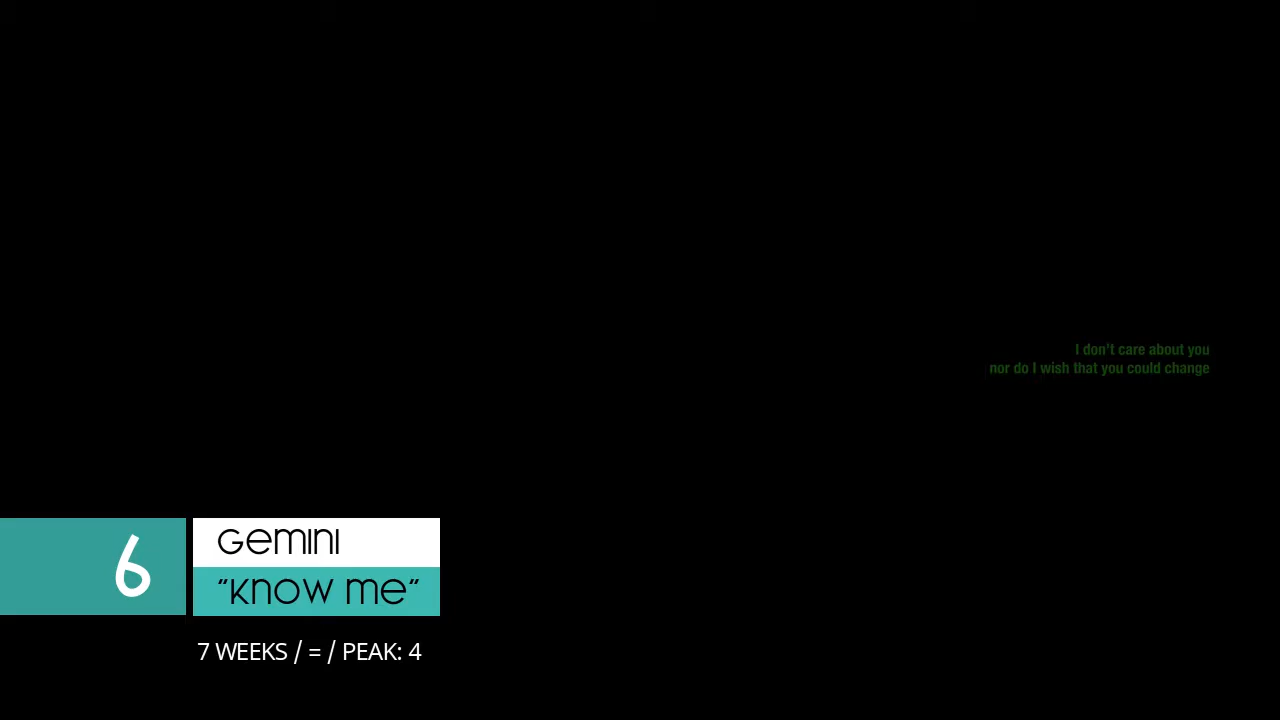 I don't care about you
nor do I wish that you could change
6
GEMINI
"KNOW ME"
7 WEEKS / = / PEAK: 4